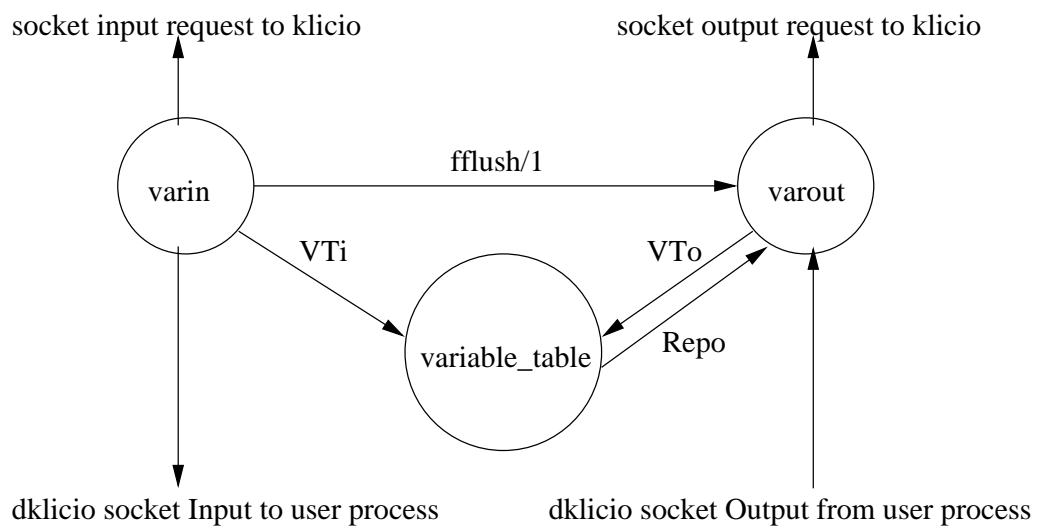 socket input request to klicio
socket output request to klicio
fflush/1
varin
varout
VTi
VTo
Repo
variable_table
dklicio socket Input to user process
dklicio socket Output from user process